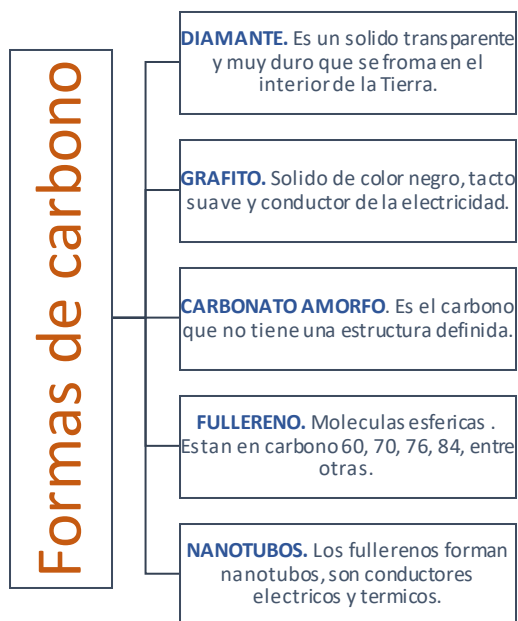 Formas de carbono
DIAMANTE. Es un solido transparente
y muy duro que se froma en el
interior de la Tierra.
GRAFITO. Solido de color negro, tacto
suave y conductor de la electricidad.
CARBONATO AMORFO. Es el carbono
que no tiene una estructura definida.
FULLERENO. Moleculas esfericas .
Estan en carbono 60, 70, 76, 84, entre
otras.
NANOTUBOS. Los fullerenos forman
nanotubos, son conductores
electricos y termicos.